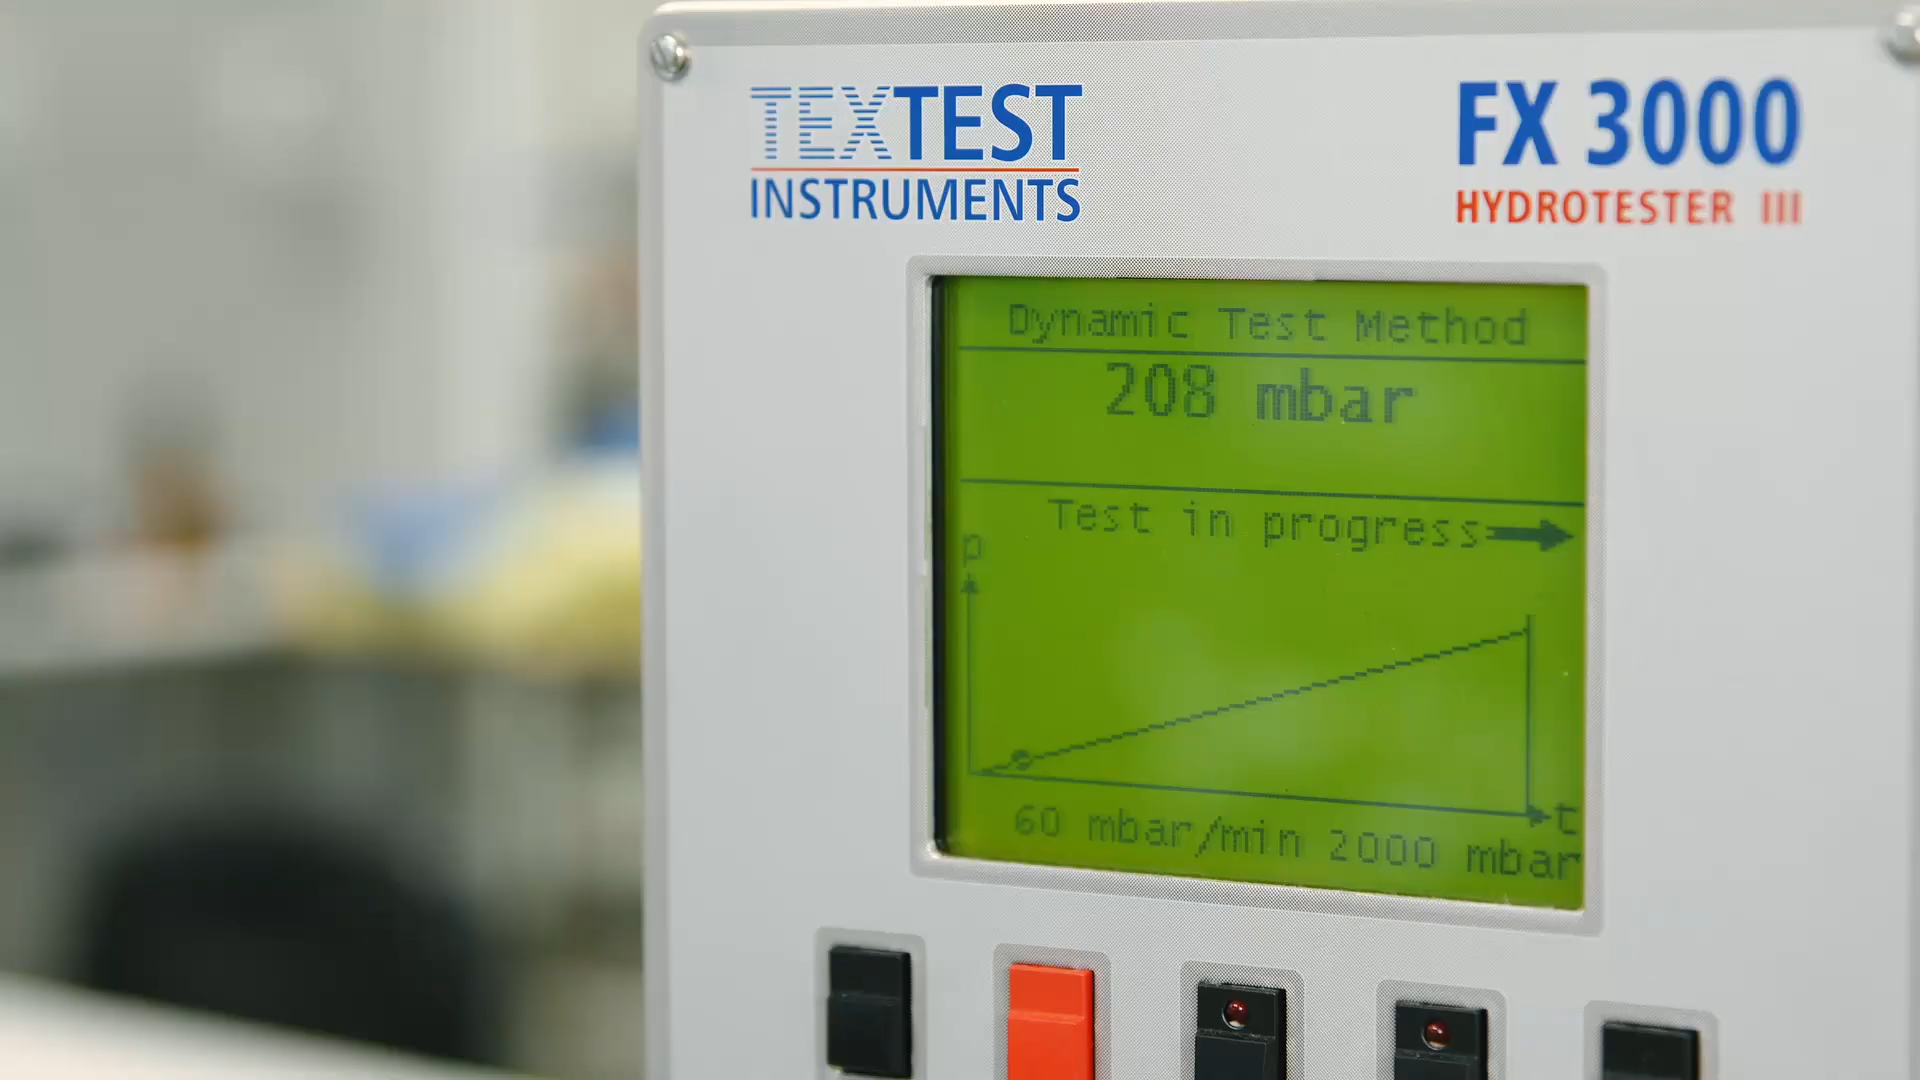 TEXTEST
INSTRUMENTS
FX 3000
HYDROTESTER III
Dynamic Test Method
208 mbar
Test in progress
p
t
60 mbar/min 2000 mbar